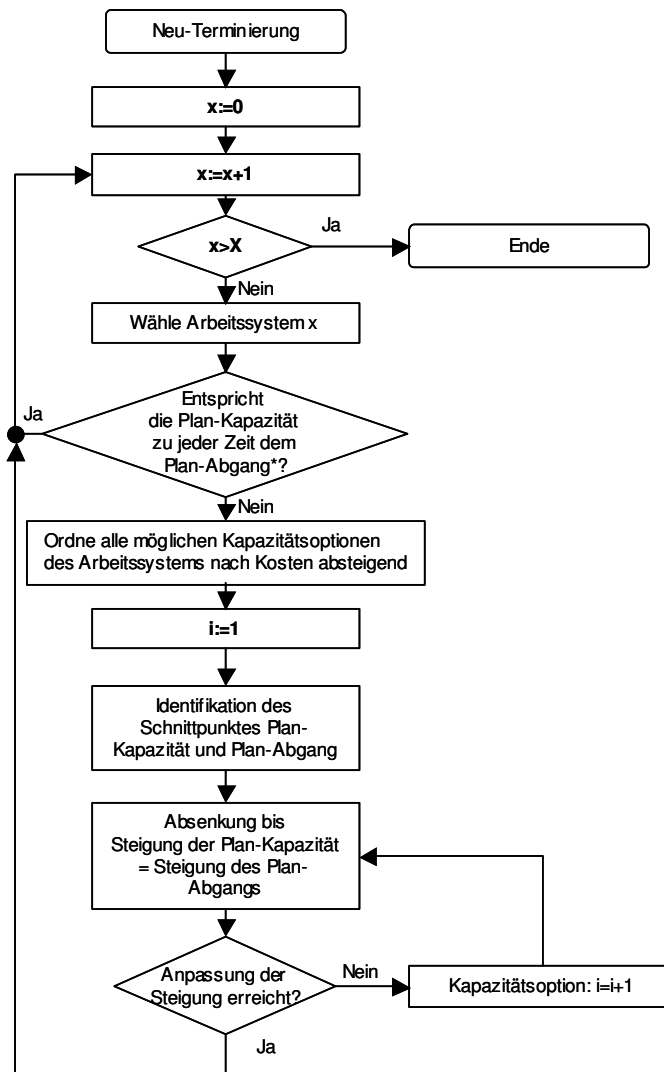 Neu-Terminierung
x:=0
x:=x+1
x>X
Ja
Ende
Nein
Wähle Arbeitssystem x
Ja
Entspricht
die Plan-Kapazität
zu jeder Zeit dem
Plan-Abgang*?
Nein
Ordne alle möglichen Kapazitätsoptionen
des Arbeitssystems nach Kosten absteigend
i:=1
Identifikation des
Schnittpunktes Plan-
Kapazität und Plan-Abgang
Absenkung bis
Steigung der Plan-Kapazität
= Steigung des Plan-
Abgangs
Anpassung der
Steigung erreicht?
Nein
Kapazitätsoption: i=i+1
Ja